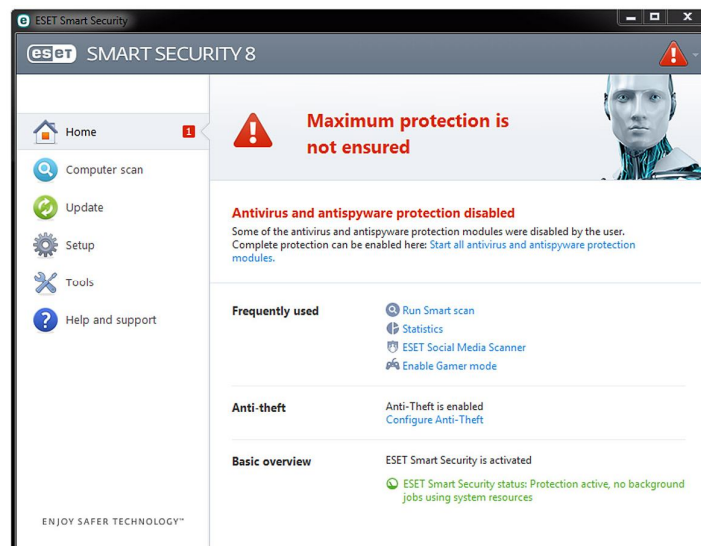 ESET Smart Security
eset SMART SECURITY 8
Home 1
Computer scan
Update
Setup
Tools
Help and support
ENJOY SAFER TECHNOLOGY™
Maximum protection is
not ensured
Antivirus and antispyware protection disabled
Some of the antivirus and antispyware protection modules were disabled by the user.
Complete protection can be enabled here: Start all antivirus and antispyware protection
modules.
Frequently used
Run Smart scan
Statistics
ESET Social Media Scanner
Enable Gamer mode
Anti-theft
Anti-Theft is enabled
Configure Anti-Theft
Basic overview
ESET Smart Security is activated
ESET Smart Security status: Protection active, no background
jobs using system resources